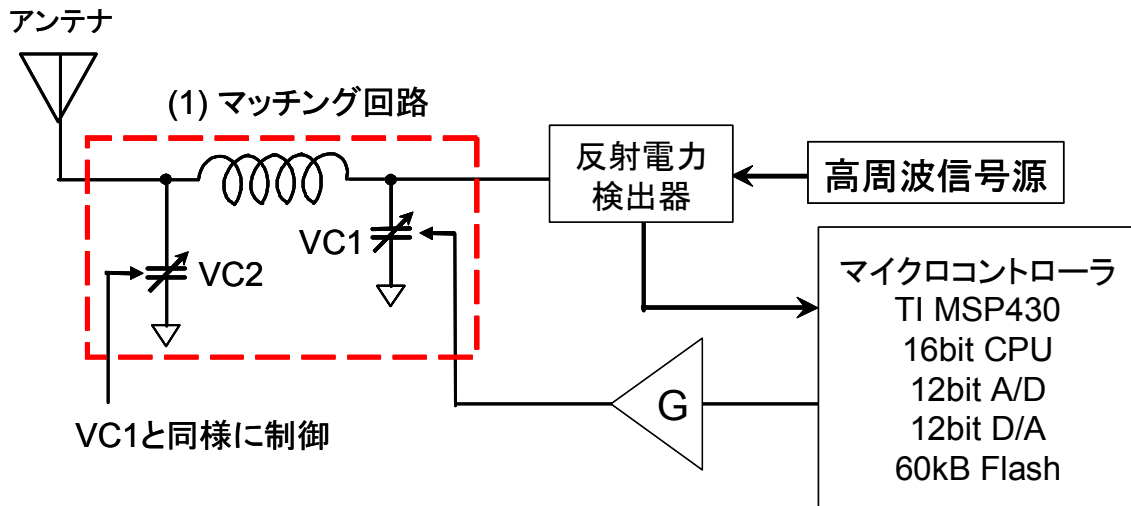 アンテナ
(1) マッチング回路
反射電力
検出器
高周波信号源
VC1
VC2
マイクロコントローラ
TI MSP430
16bit CPU
12bit A/D
12bit D/A
60kB Flash
G
VC1と同様に制御